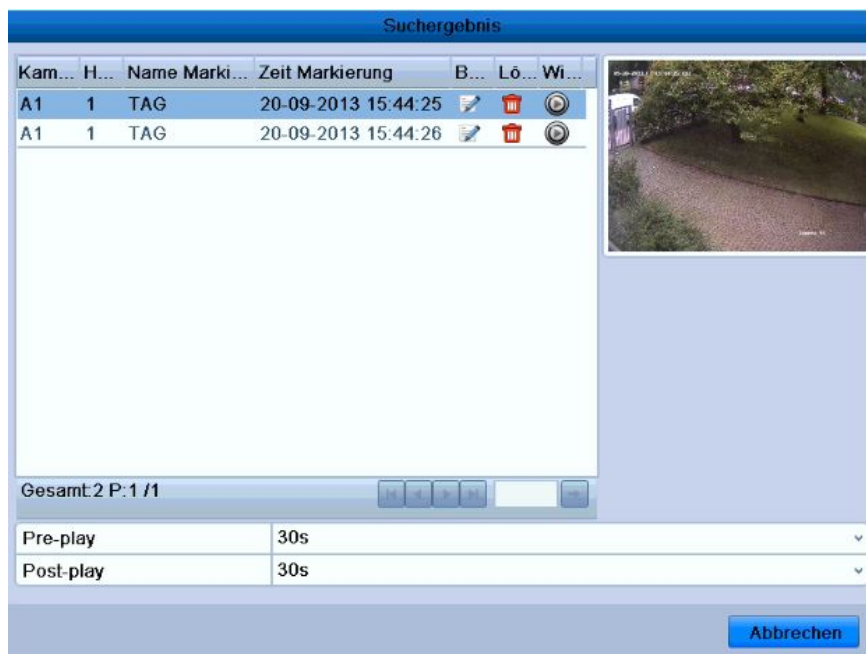 Suchergebnis
Kam... H... Name Marki... Zeit Markierung B... Lö... Wi...
A1 1 TAG 20-09-2013 15:44:25
A1 1 TAG 20-09-2013 15:44:26
Gesamt:2 P:1 /1
Pre-play 30s
Post-play 30s
Abbrechen